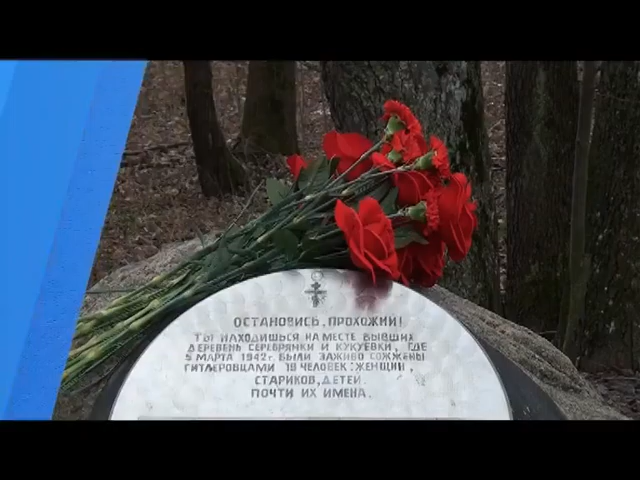 ОСТАНОВИСЬ, ПРОХОЖИЙ!
ТЫ НАХОДИШЬСЯ НА МЕСТЕ БЫВШИХ
ДЕРЕВЕНЬ СЕРЕБРЯНКИ И КУКУЕВКИ, ГДЕ
5 МАРТА 1942 г. БЫЛИ ЗАЖИВО СОЖЖЕНЫ
ГИТЛЕРОВЦАМИ 19 ЧЕЛОВЕК: ЖЕНЩИН,
СТАРИКОВ, ДЕТЕЙ.
ПОЧТИ ИХ ИМЕНА.